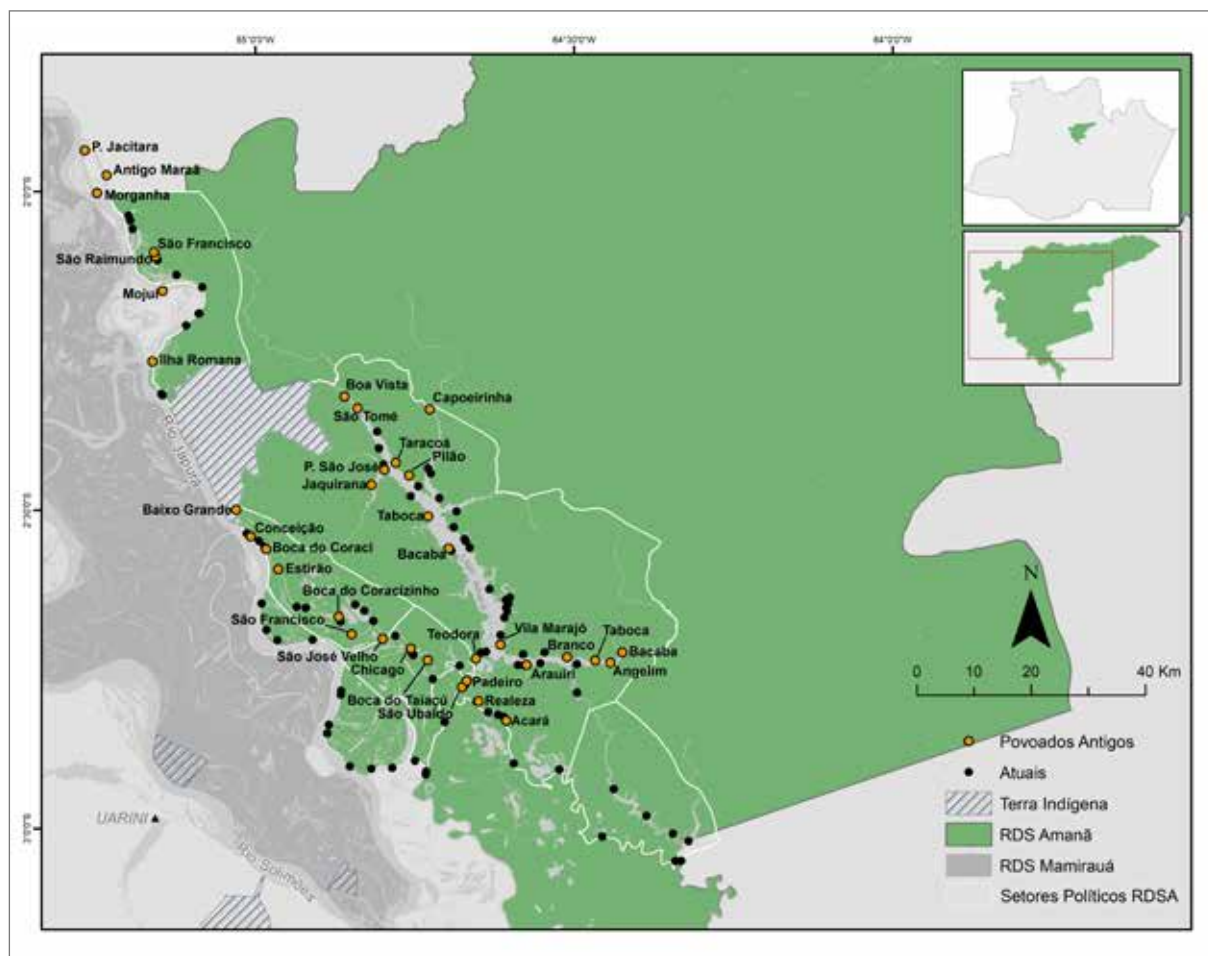 65°0'0"W
64°30'0"W
64°0'0"W
2°0'0"S
2°30'0"S
3°0'0"S
P. Jacitara
Antigo Maraã
Morganha
São Francisco
São Raimundo
Mojuí
Ilha Romana
Rio Japurá
Boa Vista
São Tomé
Capoeirinha
Taracoá
P. São José
Pilão
Jaquirana
Baixo Grande
Taboca
Conceição
Boca do Coraci
Bacaba
Estirão
Boca do Coracizinho
São Francisco
Teodora
Vila Marajó
Taboca
Branco
Bacaba
São José Velho
Chicago
Arauiri
Angelim
Padeiro
Boca do Taiaçú
São Ubaldo
Realeza
Acará
UARINI
Rio Solimões
N
0 10 20 40 Km
Povoados Antigos
Atuais
Terra Indígena
RDS Amanã
RDS Mamirauá
Setores Políticos RDSA